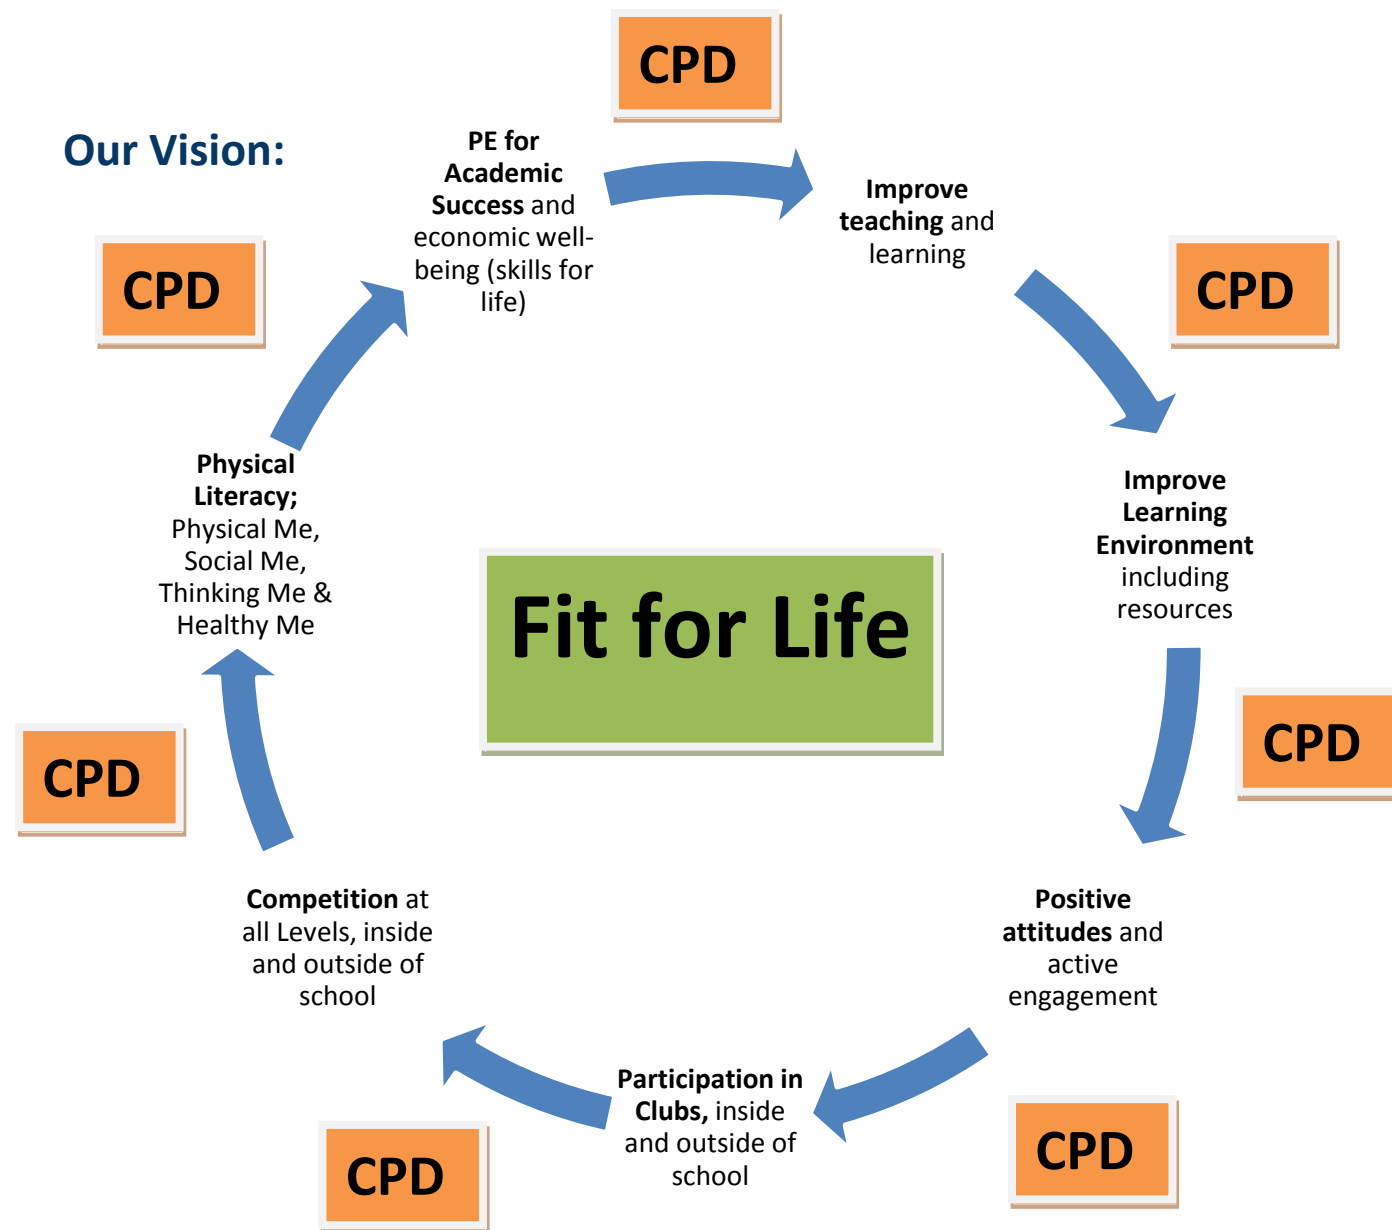 CPD
Our Vision:
PE for
Academic
Success and
economic well-
being (skills for
life)
Improve
teaching and
learning
CPD
CPD
Physical
Literacy;
Physical Me,
Social Me,
Thinking Me &
Healthy Me
Improve
Learning
Environment
including
resources
Fit for Life
CPD
CPD
Competition at
all Levels, inside
and outside of
school
Positive
attitudes and
active
engagement
Participation in
Clubs, inside
and outside of
school
CPD
CPD